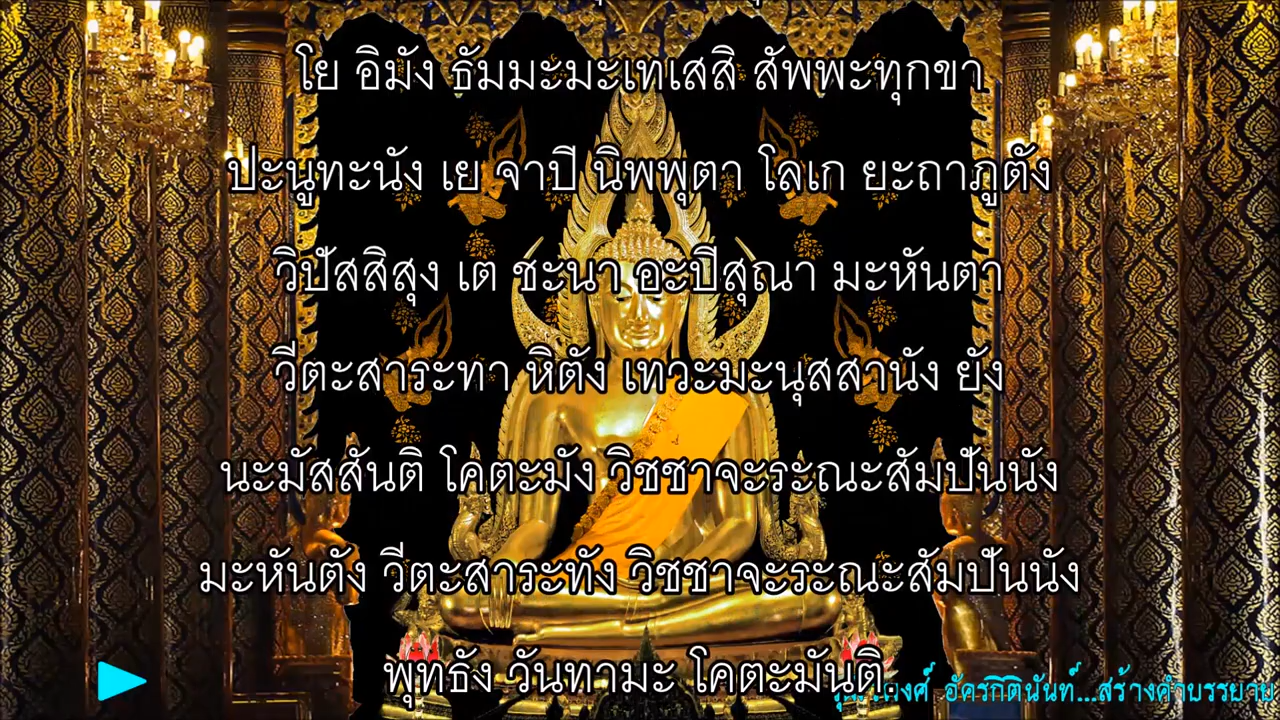 โย อิมัง ธัมมะมะเทเสสิ สัพพะทุกขา
ปะนูทะนัง เย จาปี นิพพุตา โลเก ยะถาภูตัง
วิปัสสิสุง เต ชะนา อะปีสุณา มะหันตา
วีตะสาระทา หิตัง เทวะมะนุสสานัง ยัง
นะมัสสันติ โคตะมัง วิชชาจะระณะสัมปันนัง
มะหันตัง วีตะสาระทัง วิชชาจะระณะสัมปันนัง
พุทธัง วันทามะ โคตะมันติ.
อัครกิตินันท์...สร้างคำบรรยาย